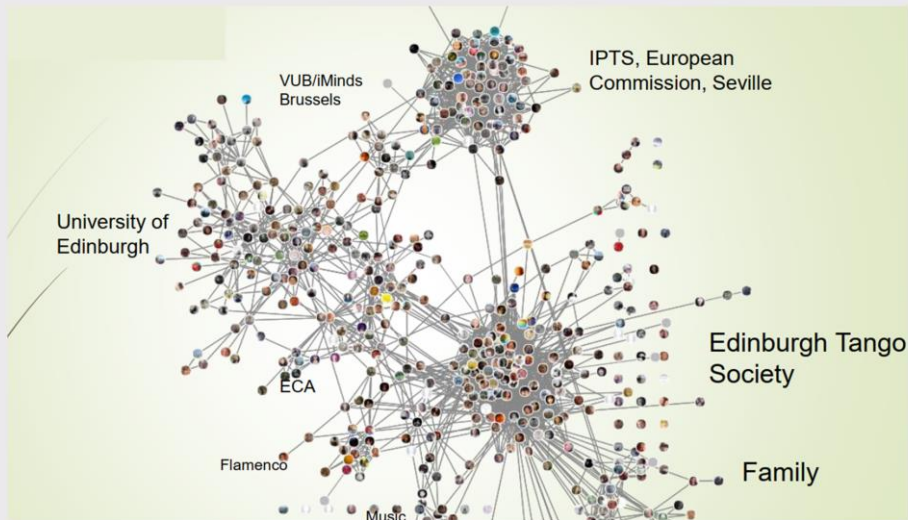 VUB/iMinds
Brussels
IPTS, European
Commission, Seville
University of
Edinburgh
Edinburgh Tango
Society
ECA
Flamenco
Family
Music